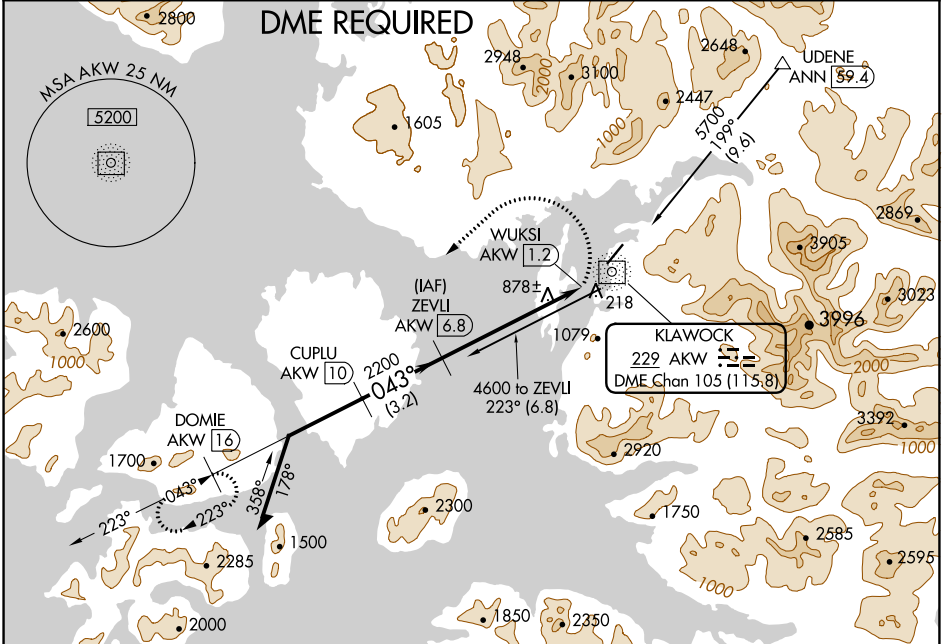 DME REQUIRED
2800
MSA AKW 25 NM
5200
1605
2948
2000
3100
2648
2447
1000
UDENE
ANN 59.4
5700
199°
(9.6)
2869
3905
3023
3996
2000
WUKSI
AKW 1.2
878±
218
1079
KLAWOCK
229 AKW
DME Chan 105 (115.8)
(IAF)
ZEVLI
AKW 6.8
2600
1000
CUPLU
AKW 10
2200
043°
(3.2)
4600 to ZEVLI
223° (6.8)
3392
1000
DOMIE
AKW 16
1700
043°
223°
223°
358°
178°
2920
2300
1750
1500
2285
2585
2595
1000
2000
1850
2350